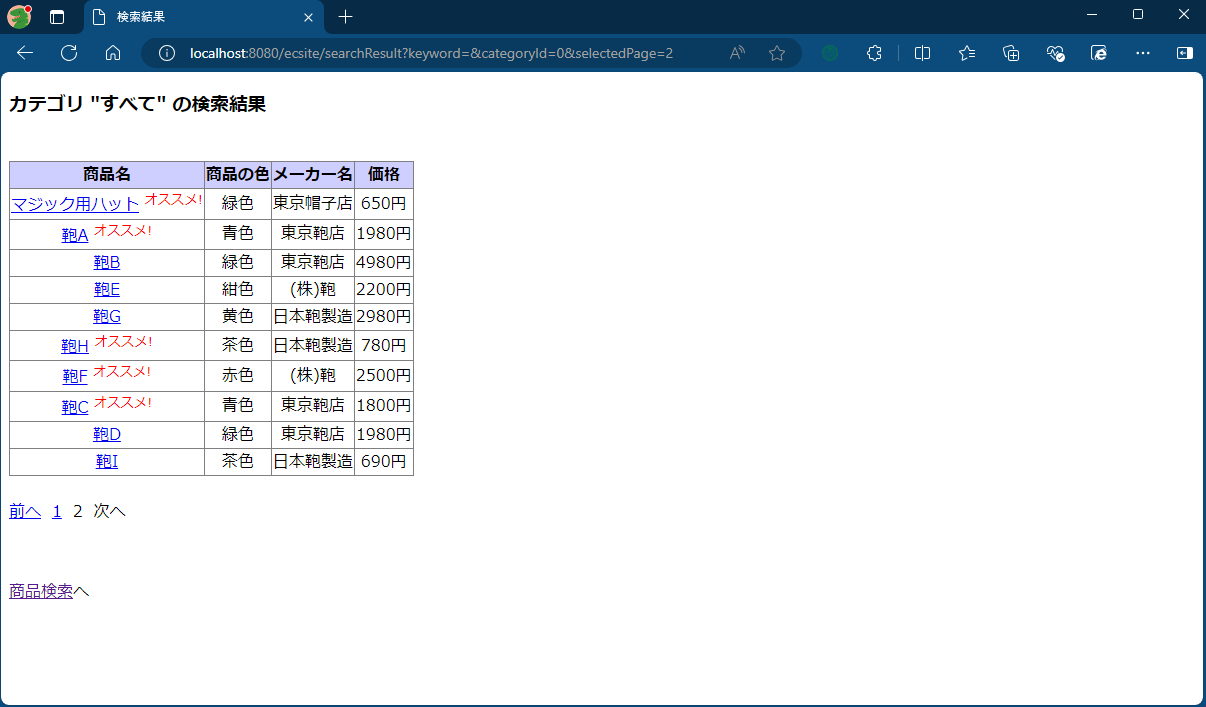 検索結果
localhost:8080/ecsite/searchResult?keyword=&categoryId=0&selectedPage=2
カテゴリ "すべて" の検索結果
商品名 商品の色 メーカー名 価格
マジック用ハット オススメ! 緑色 東京帽子店 650円
鞄A オススメ! 青色 東京鞄店 1980円
鞄B 緑色 東京鞄店 4980円
鞄E 紺色 (株)鞄 2200円
鞄G 黄色 日本鞄製造 2980円
鞄H オススメ! 茶色 日本鞄製造 780円
鞄F オススメ! 赤色 (株)鞄 2500円
鞄C オススメ! 青色 東京鞄店 1800円
鞄D 緑色 東京鞄店 1980円
鞄I 茶色 日本鞄製造 690円
前へ 1 2 次へ
商品検索へ